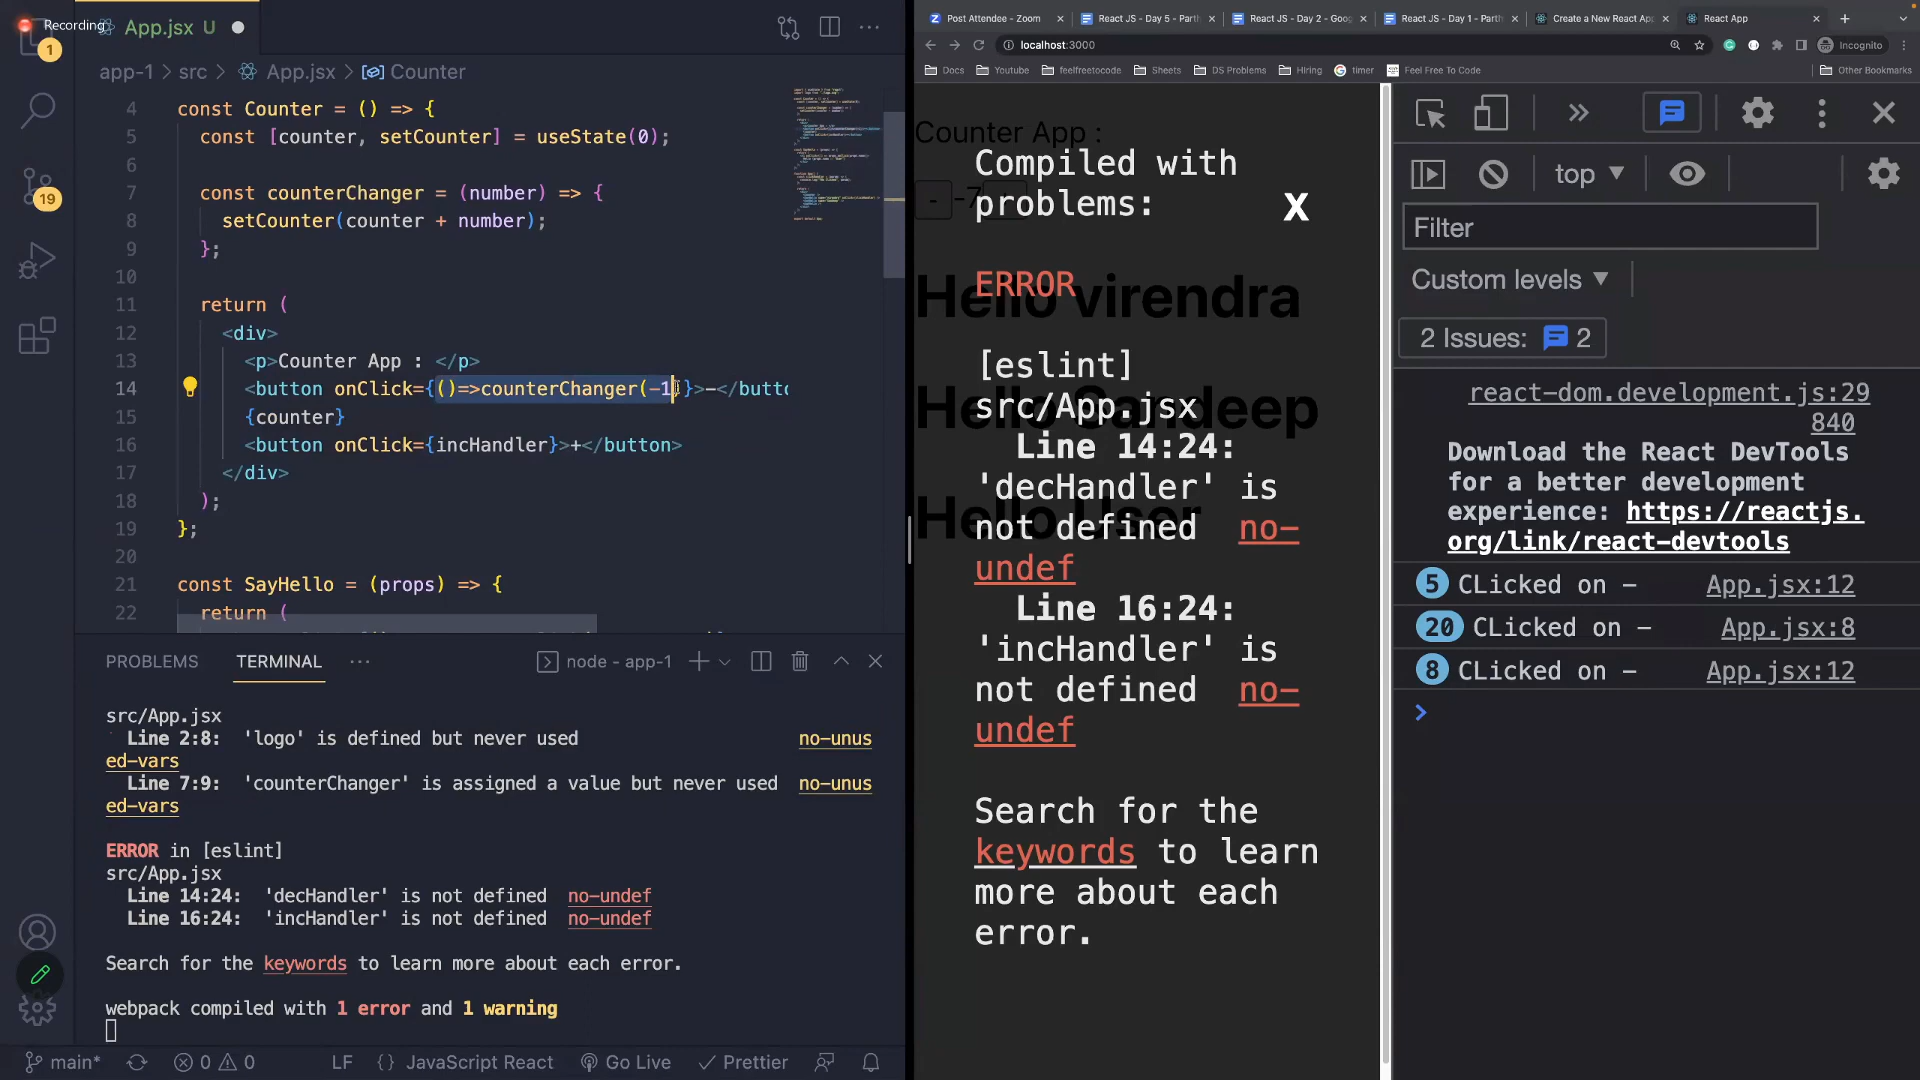 Recording
App.jsx U
app-1 > src > App.jsx > Counter
4 const Counter = () => {
5 const [counter, setCounter] = useState(0);
6
7 const counterChanger = (number) => {
8 setCounter(counter + number);
9 };
10
11 return (
12 <div>
13 <p>Counter App : </p>
14 <button onClick={()=>counterChanger(-1)}>-</butto
15 {counter}
16 <button onClick={incHandler}>+</button>
17 </div>
18 );
19 };
20
21 const SayHello = (props) => {
22 return (
1
19
PROBLEMS TERMINAL ... node - app-1
src/App.jsx
Line 2:8: 'logo' is defined but never used no-unus
ed-vars
Line 7:9: 'counterChanger' is assigned a value but never used no-unus
ed-vars
ERROR in [eslint]
src/App.jsx
Line 14:24: 'decHandler' is not defined no-undef
Line 16:24: 'incHandler' is not defined no-undef
Search for the keywords to learn more about each error.
webpack compiled with 1 error and 1 warning
main* 0 0 LF {} JavaScript React Go Live Prettier
Post Attendee - Zoom React JS - Day 5 - Parth React JS - Day 2 - Goog React JS - Day 1 - Parth Create a New React App React App
localhost:3000 Incognito
Docs Youtube feelfreetocode Sheets DS Problems Hiring timer Feel Free To Code Other Bookmarks
Counter App :
- -7 +
Hello virendra
Hello Sandeep
Hello User
Compiled with
problems: X
ERROR
[eslint]
src/App.jsx
Line 14:24:
'decHandler' is
not defined no-
undef
Line 16:24:
'incHandler' is
not defined no-
undef
Search for the
keywords to learn
more about each
error.
top
Filter
Custom levels
2 Issues: 2
react-dom.development.js:29
840
Download the React DevTools
for a better development
experience: https://reactjs.
org/link/react-devtools
5 CLicked on - App.jsx:12
20 CLicked on - App.jsx:8
8 CLicked on - App.jsx:12